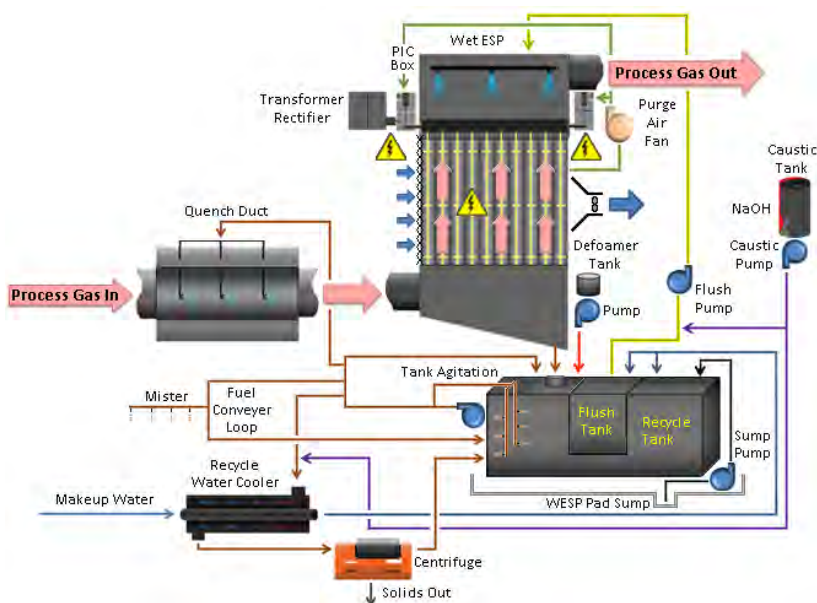 Wet ESP
PIC
Box
Process Gas Out
Transformer
Rectifier
Purge
Air
Fan
Caustic
Tank
NaOH
Quench Duct
Defoamer
Tank
Caustic
Pump
Process Gas In
Flush
Pump
Pump
Tank Agitation
Mister
Fuel
Conveyer
Loop
Flush
Tank
Recycle
Tank
Sump
Pump
Recycle
Water Cooler
Makeup Water
WESP Pad Sump
Centrifuge
Solids Out